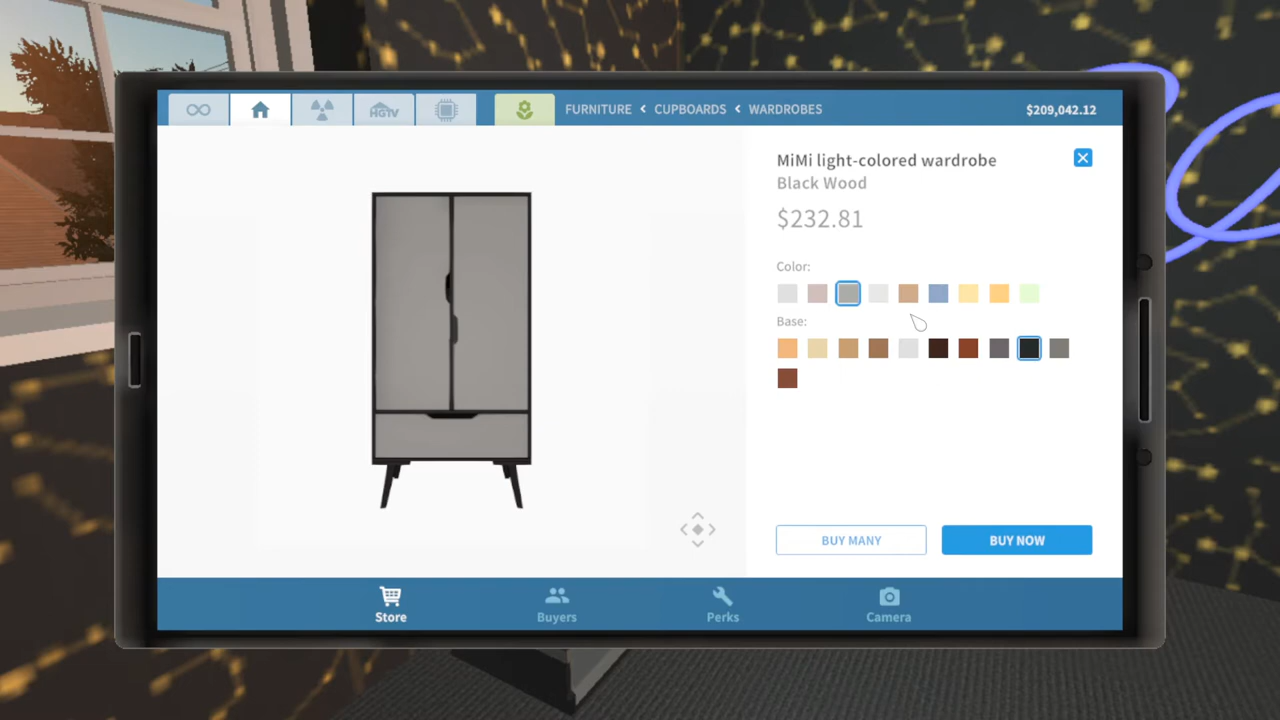 HGTV
FURNITURE < CUPBOARDS < WARDROBES
$209,042.12
MiMi light-colored wardrobe
Black Wood
$232.81
Color:
Base:
BUY MANY
BUY NOW
Store
Buyers
Perks
Camera